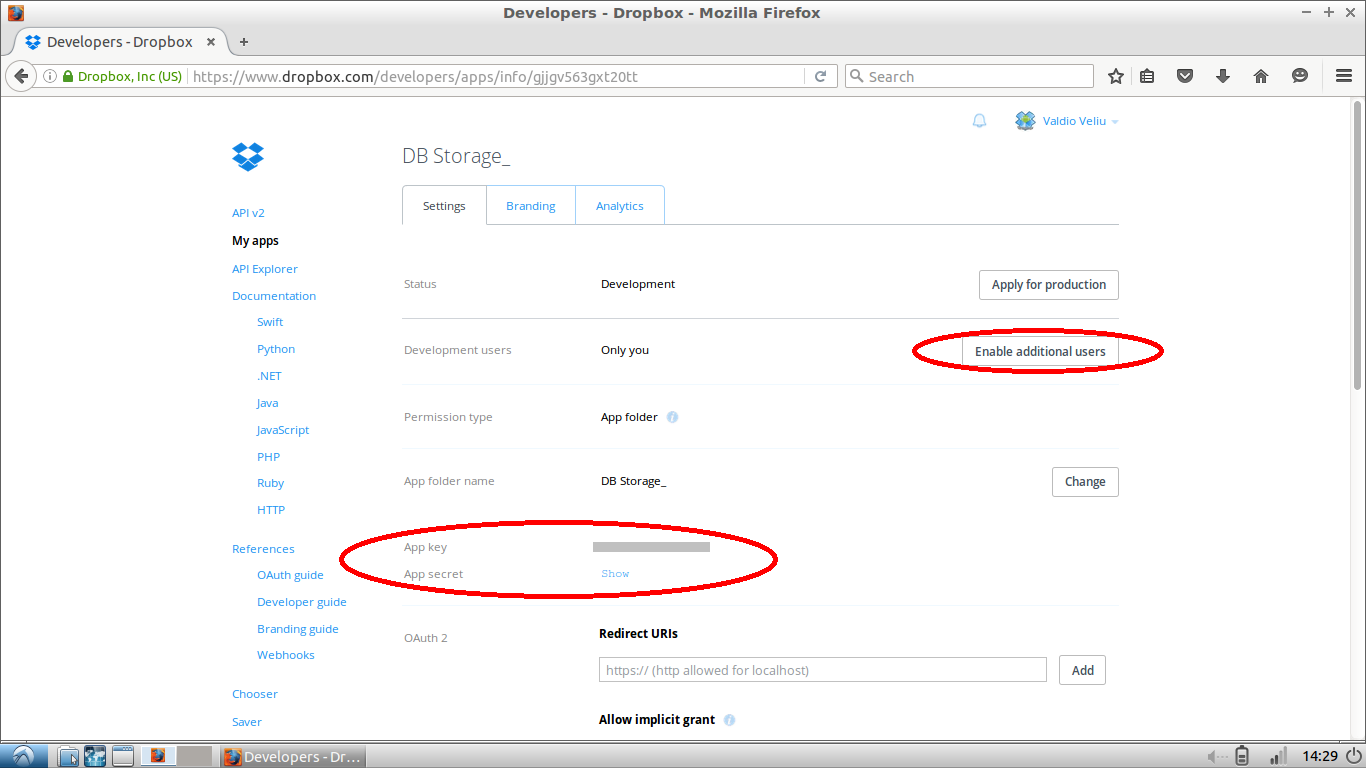 Developers - Dropbox - Mozilla Firefox
Developers - Dropbox
Dropbox, Inc (US)
https://www.dropbox.com/developers/apps/info/gjjgv563gxt20tt
Search
Valdio Veliu
DB Storage_
Settings
Branding
Analytics
API v2
My apps
API Explorer
Documentation
Swift
Python
.NET
Java
JavaScript
PHP
Ruby
HTTP
References
OAuth guide
Developer guide
Branding guide
Webhooks
Chooser
Saver
Status
Development
Apply for production
Development users
Only you
Enable additional users
Permission type
App folder
App folder name
DB Storage_
Change
App key
App secret
Show
OAuth 2
Redirect URIs
https:// (http allowed for localhost)
Add
Allow implicit grant
Developers - Dr...
14:29